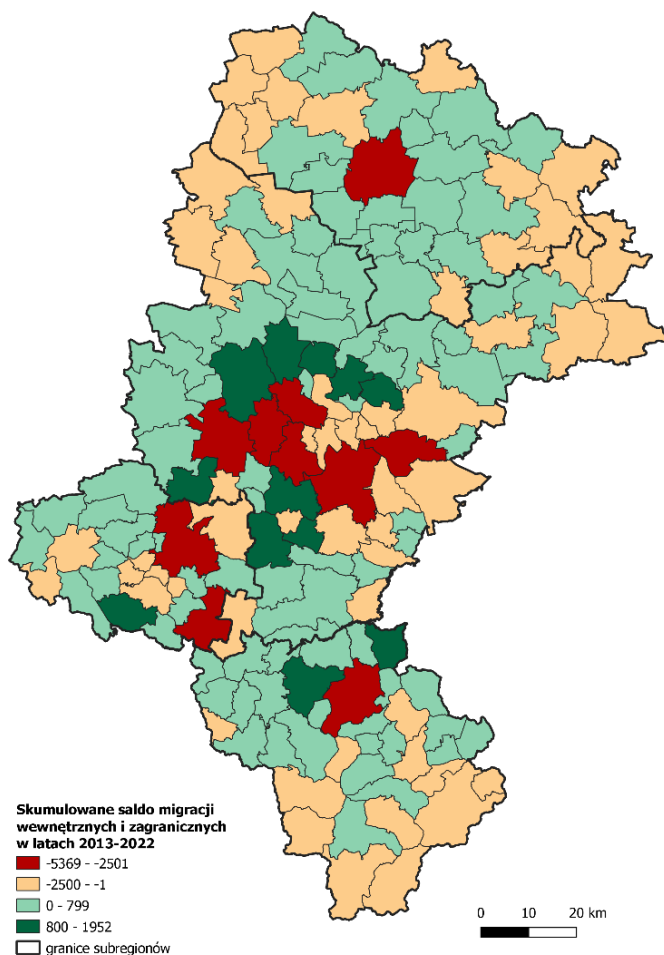 Skumulowane saldo migracji
wewnętrznych i zagranicznych
w latach 2013-2022
-5369 - -2501
-2500 - -1
0 - 799
800 - 1952
granice subregionów
0 10 20 km